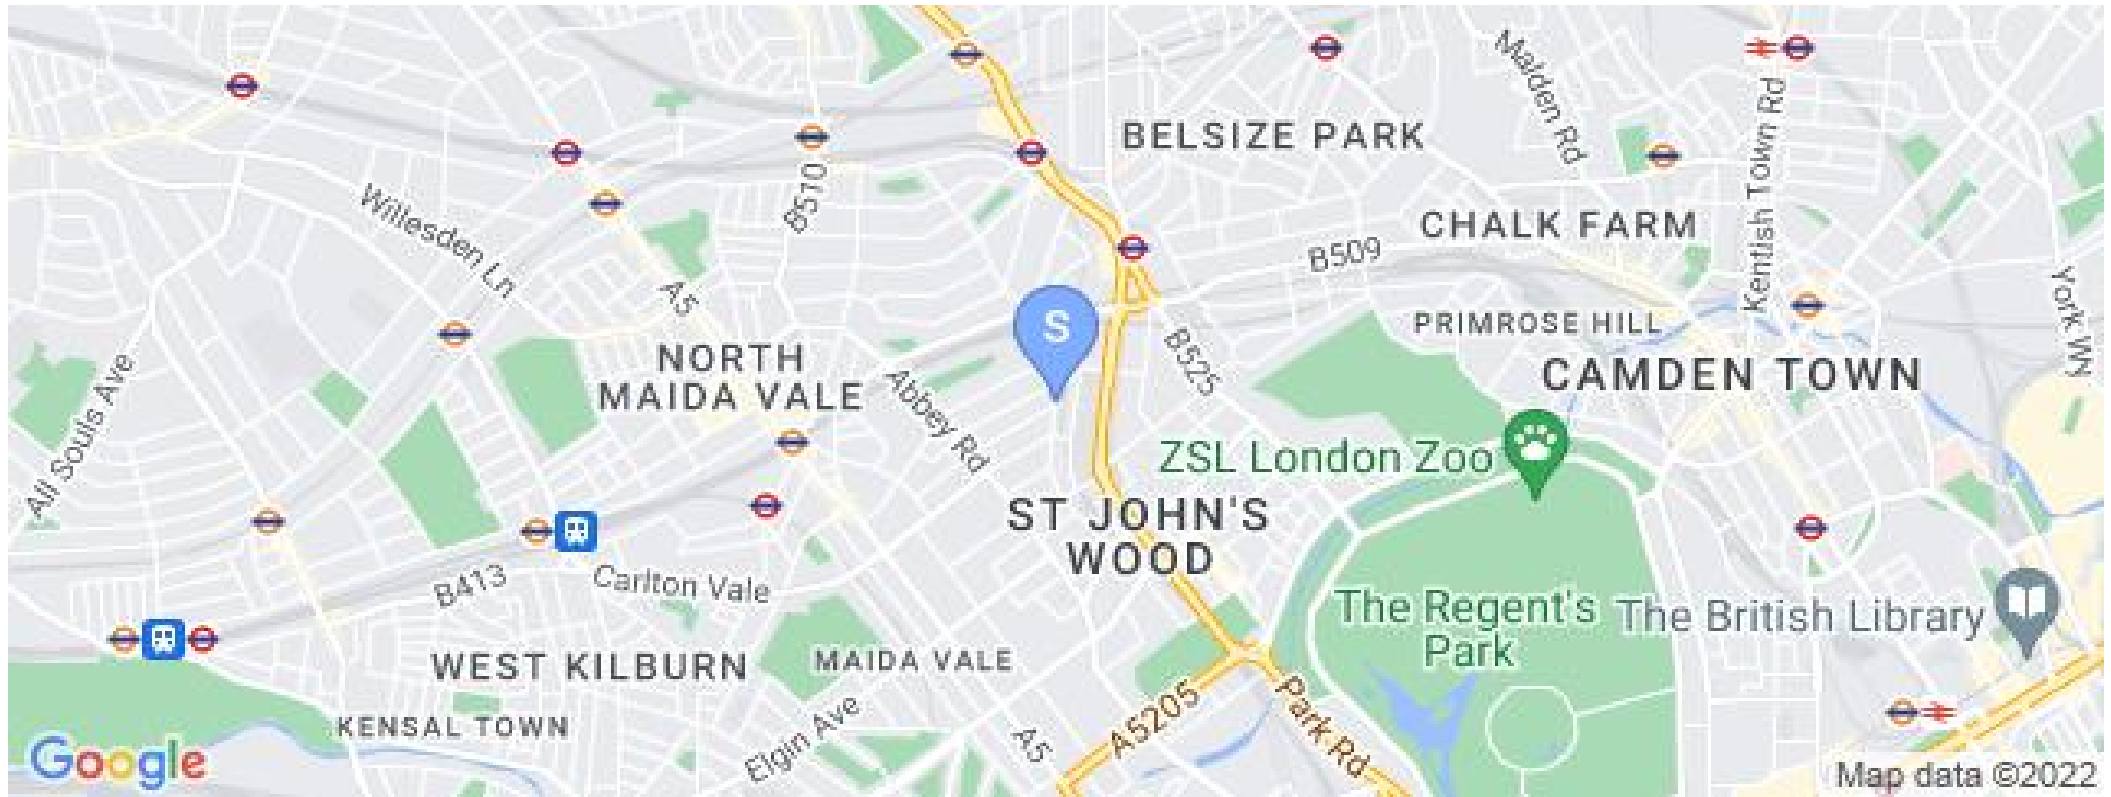 Malden Rd
BELSIZE PARK
Kentish Town Rd
B510
Willesden Ln
CHALK FARM
B509
A5
York Wy
S
PRIMROSE HILL
B525
NORTH
MAIDA VALE
CAMDEN TOWN
Abbey Rd
All Souls Ave
ZSL London Zoo
ST JOHN'S
WOOD
B413
Carlton Vale
The Regent's
Park
The British Library
WEST KILBURN
MAIDA VALE
KENSAL TOWN
Elgin Ave
A5
A5205
Park Rd
Google
Map data ©2022